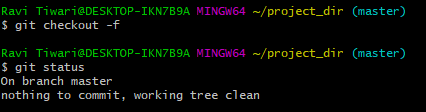 Ravi Tiwari@DESKTOP-IKN7B9A MINGW64 ~/project_dir (master)
$ git checkout -f
Ravi Tiwari@DESKTOP-IKN7B9A MINGW64 ~/project_dir (master)
$ git status
On branch master
nothing to commit, working tree clean